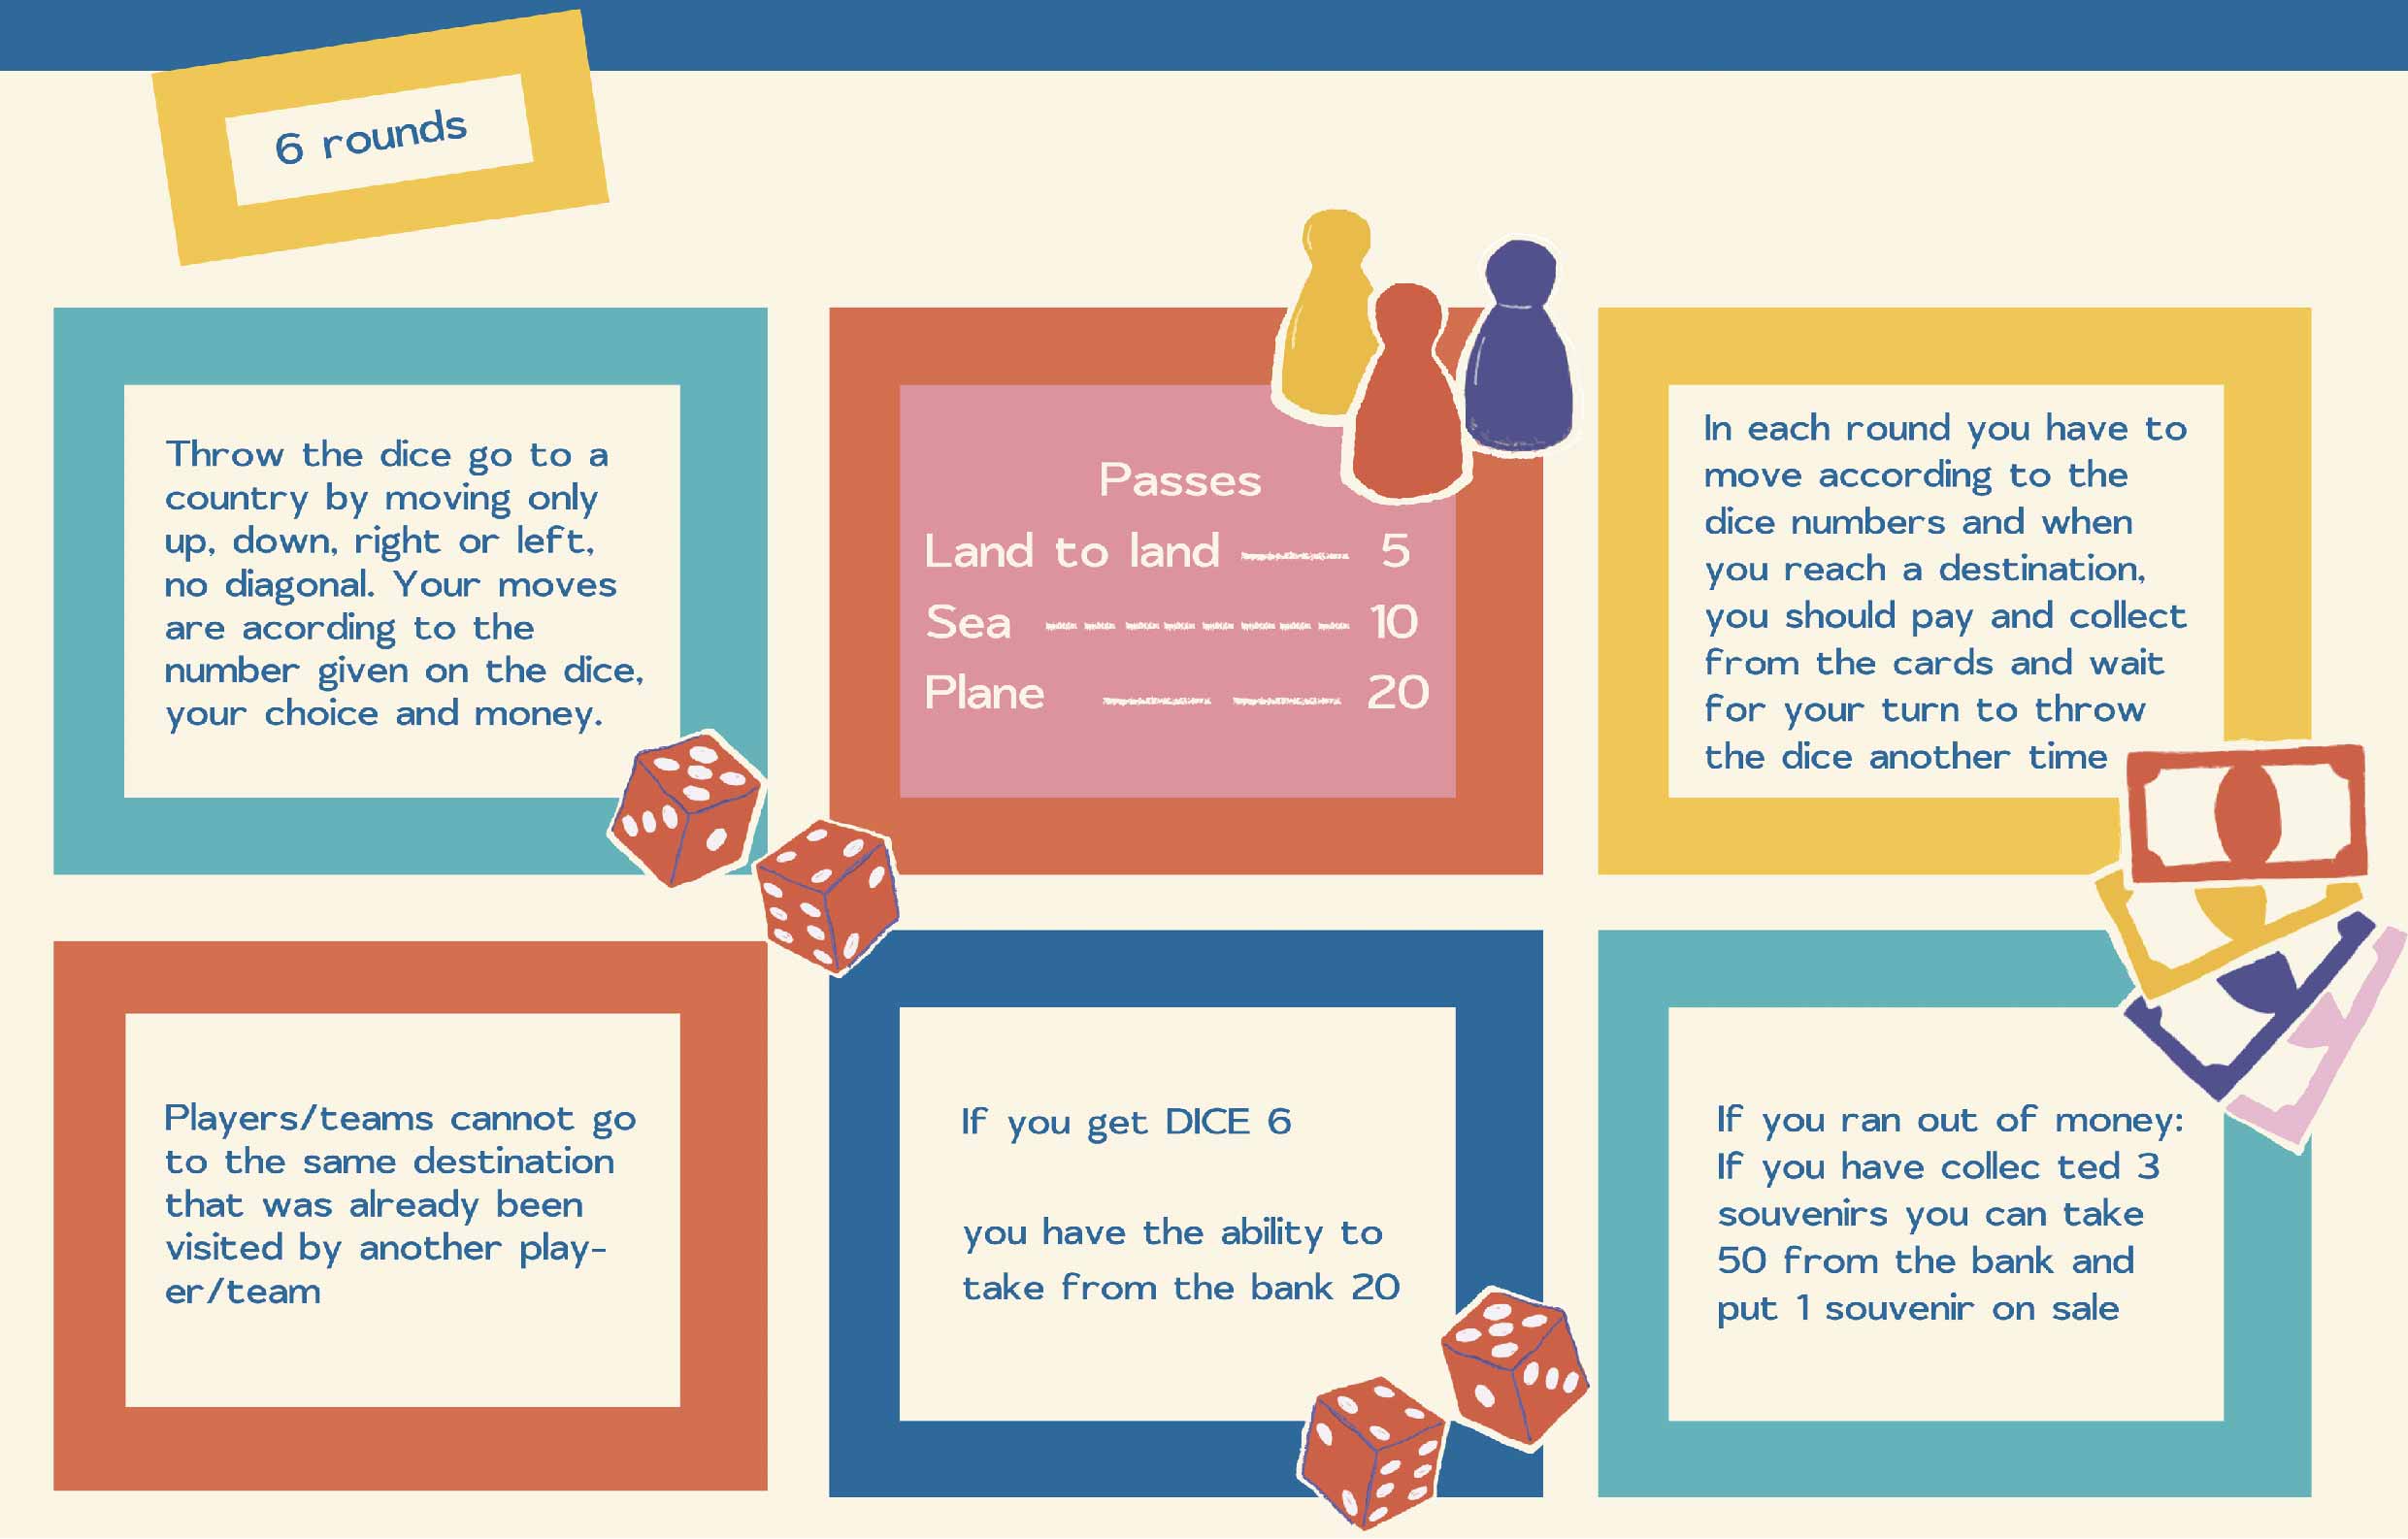 6 rounds
Throw the dice go to a
country by moving only
up, down, right or left,
no diagonal. Your moves
are acording to the
number given on the dice,
your choice and money.
Passes
Land to land 5
Sea 10
Plane 20
In each round you have to
move according to the
dice numbers and when
you reach a destination,
you should pay and collect
from the cards and wait
for your turn to throw
the dice another time
Players/teams cannot go
to the same destination
that was already been
visited by another play-
er/team
If you get DICE 6
you have the ability to
take from the bank 20
If you ran out of money:
If you have collec ted 3
souvenirs you can take
50 from the bank and
put 1 souvenir on sale